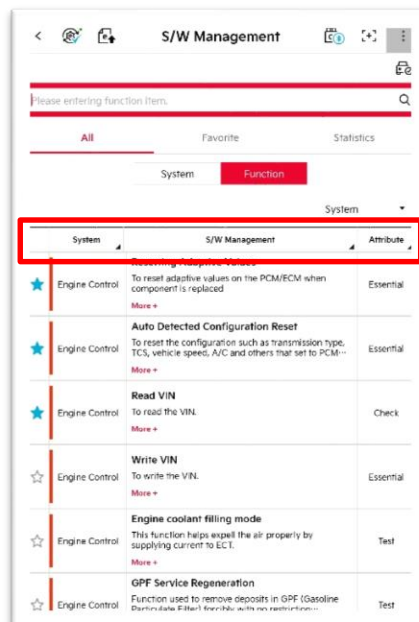 S/W Management
Please entering function item.
All Favorite Statistics
System Function
System
System S/W Management Attribute
Resetting Adaptive Values
Engine Control To reset adaptive values on the PCM/ECM when Essential
component is replaced
More +
Auto Detected Configuration Reset
Engine Control To reset the configuration such as transmission type, Essential
TCS, vehicle speed, A/C and others that set to PCM...
More +
Read VIN
Engine Control To read the VIN. Check
More +
Write VIN
Engine Control To write the VIN. Essential
More +
Engine coolant filling mode
Engine Control This function helps expell the air properly by Test
supplying current to ECT.
More +
GPF Service Regeneration
Engine Control Function used to remove deposits in GPF (Gasoline Test
Particulate Filter) forcibly with no restriction...